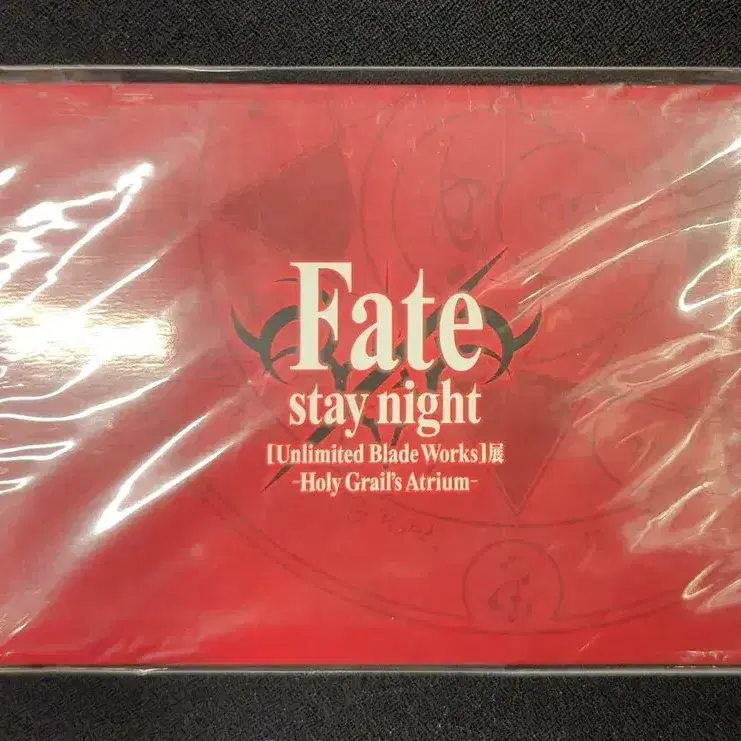 Fate
stay night
[Unlimited Blade Works]展
-Holy Grail's Atrium-